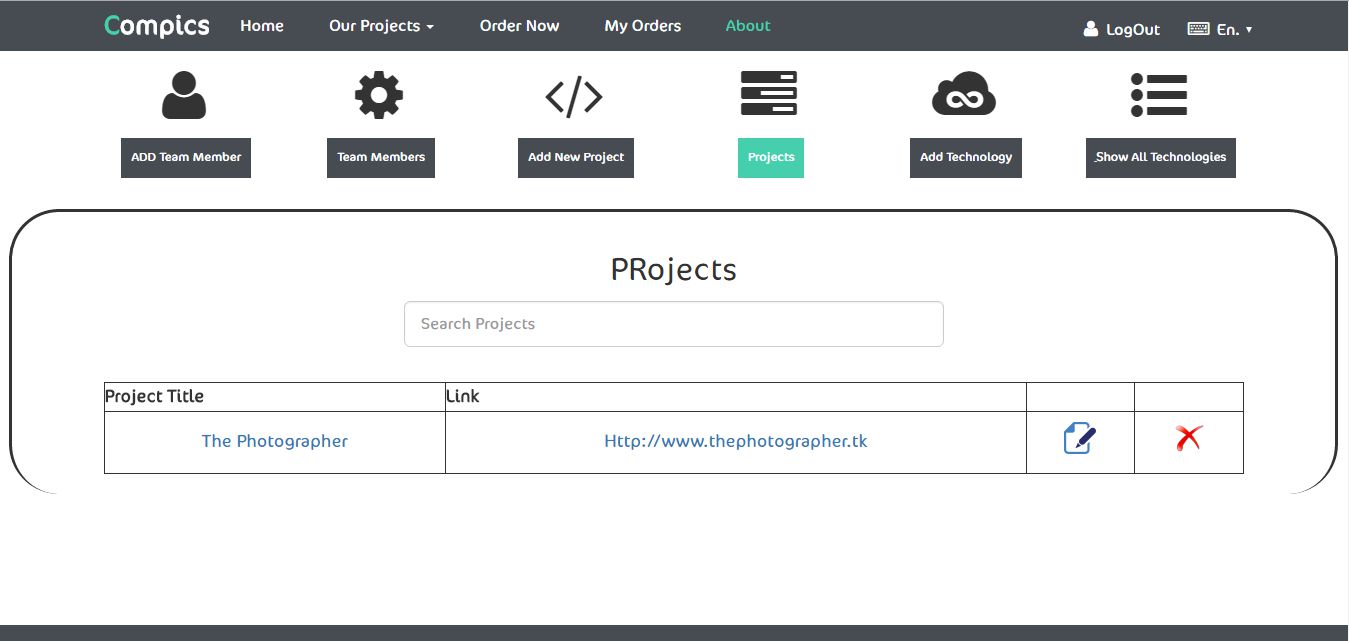 Compics Home Our Projects Order Now My Orders About LogOut En.
ADD Team Member Team Members Add New Project Projects Add Technology Show All Technologies
PRojects
Search Projects
Project Title Link
The Photographer Http://www.thephotographer.tk